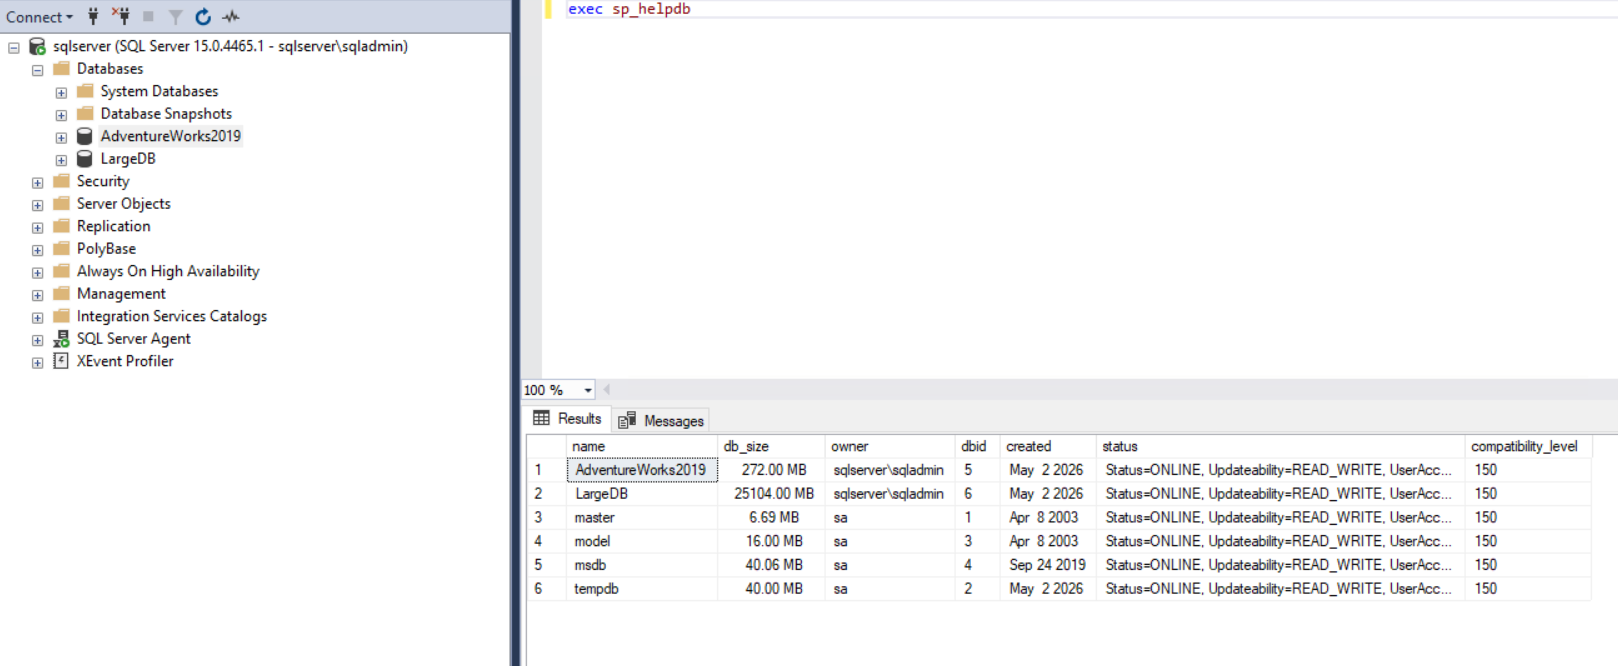 Connect
sqlserver (SQL Server 15.0.4465.1 - sqlserver\sqladmin)
Databases
System Databases
Database Snapshots
AdventureWorks2019
LargeDB
Security
Server Objects
Replication
PolyBase
Always On High Availability
Management
Integration Services Catalogs
SQL Server Agent
XEvent Profiler
exec sp_helpdb
100 %
Results Messages
name db_size owner dbid created status compatibility_level
1 AdventureWorks2019 272.00 MB sqlserver\sqladmin 5 May 2 2026 Status=ONLINE, Updateability=READ_WRITE, UserAcc... 150
2 LargeDB 25104.00 MB sqlserver\sqladmin 6 May 2 2026 Status=ONLINE, Updateability=READ_WRITE, UserAcc... 150
3 master 6.69 MB sa 1 Apr 8 2003 Status=ONLINE, Updateability=READ_WRITE, UserAcc... 150
4 model 16.00 MB sa 3 Apr 8 2003 Status=ONLINE, Updateability=READ_WRITE, UserAcc... 150
5 msdb 40.06 MB sa 4 Sep 24 2019 Status=ONLINE, Updateability=READ_WRITE, UserAcc... 150
6 tempdb 40.00 MB sa 2 May 2 2026 Status=ONLINE, Updateability=READ_WRITE, UserAcc... 150